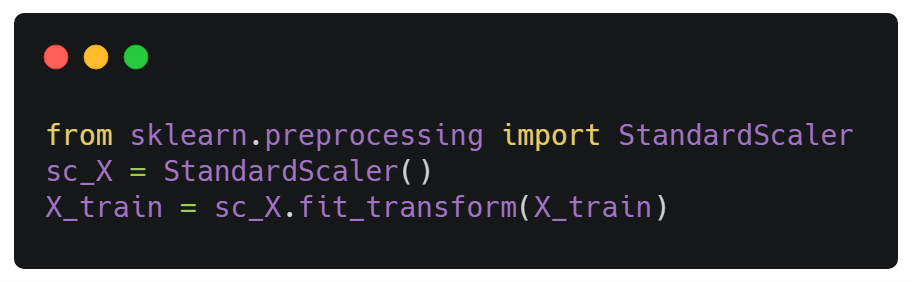 from sklearn.preprocessing import StandardScaler
sc_X = StandardScaler()
X_train = sc_X.fit_transform(X_train)